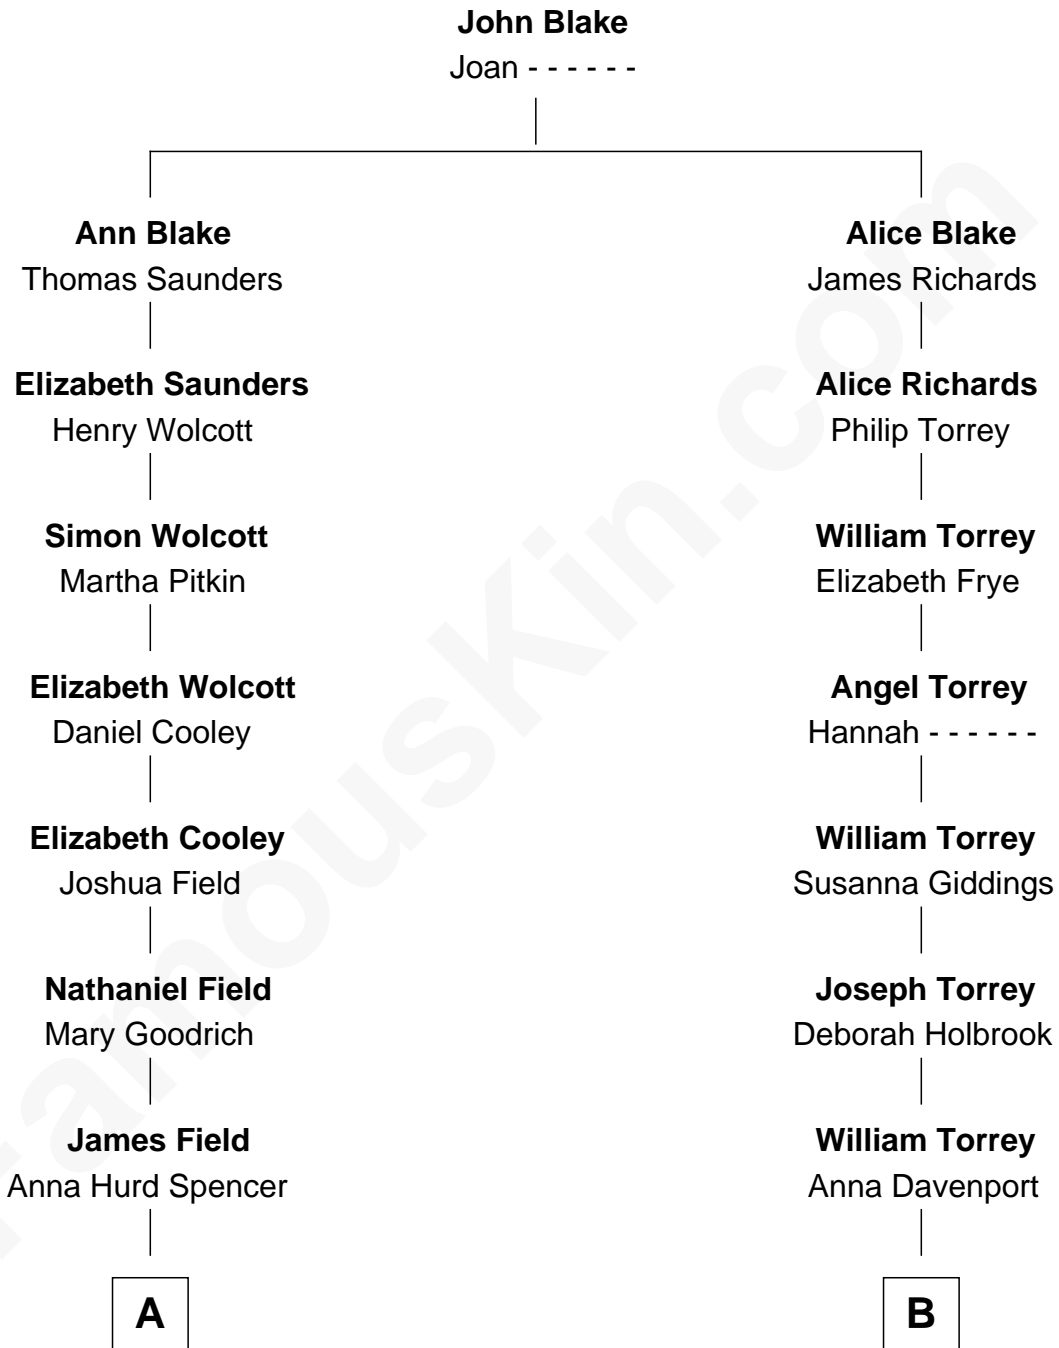 John Blake
Joan - - - - - -
Ann Blake
Thomas Saunders
Alice Blake
James Richards
Elizabeth Saunders
Henry Wolcott
Alice Richards
Philip Torrey
Simon Wolcott
Martha Pitkin
William Torrey
Elizabeth Frye
Elizabeth Wolcott
Daniel Cooley
Angel Torrey
Hannah - - - - - -
Elizabeth Cooley
Joshua Field
William Torrey
Susanna Giddings
Nathaniel Field
Mary Goodrich
Joseph Torrey
Deborah Holbrook
James Field
Anna Hurd Spencer
William Torrey
Anna Davenport
A
B
FamousKin.com